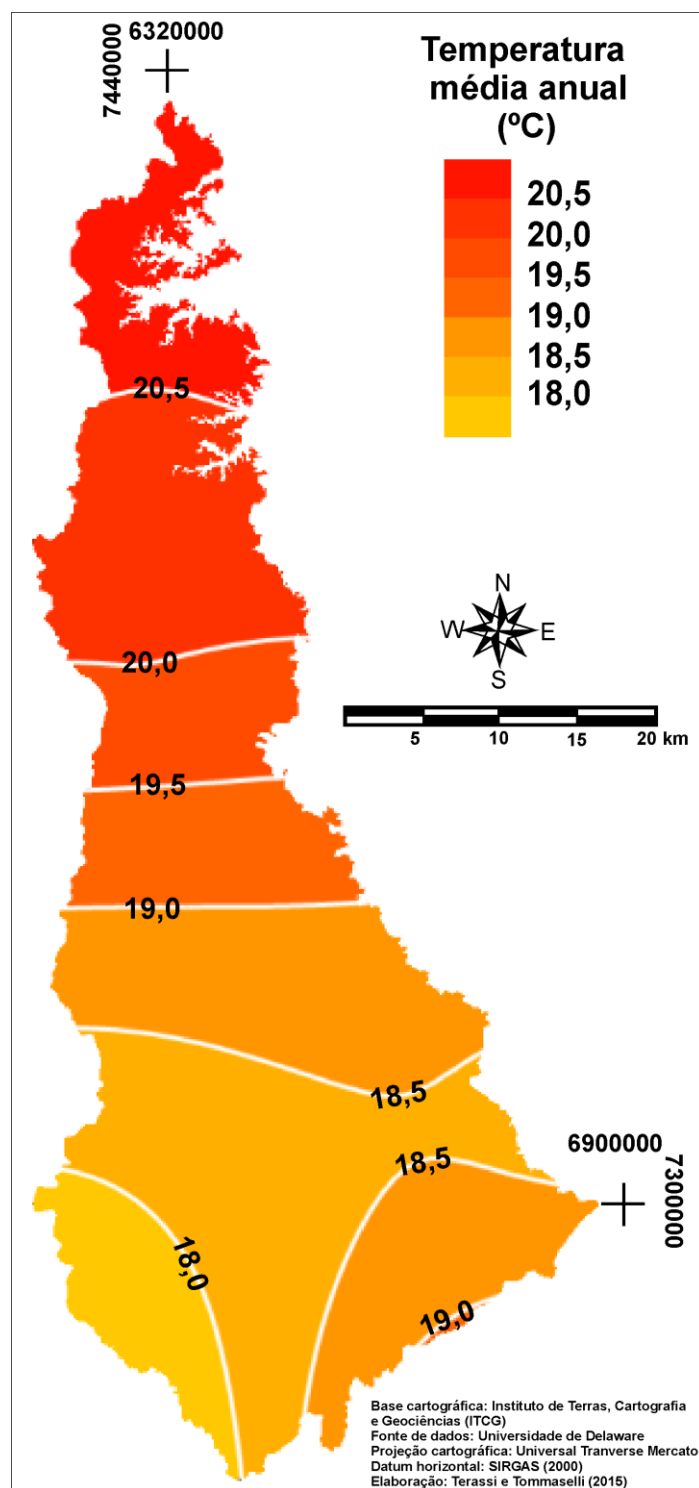 6320000
7440000
Temperatura
média anual
(ºC)
20,5
20,0
19,5
19,0
18,5
18,0
20,5
N
W E
S
20,0
5 10 15 20 km
19,5
19,0
18,5
6900000
18,5
7300000
18,0
19,0
Base cartográfica: Instituto de Terras, Cartografia
e Geociências (ITCG)
Fonte de dados: Universidade de Delaware
Projeção cartográfica: Universal Tranverse Mercato
Datum horizontal: SIRGAS (2000)
Elaboração: Terassi e Tommaselli (2015)